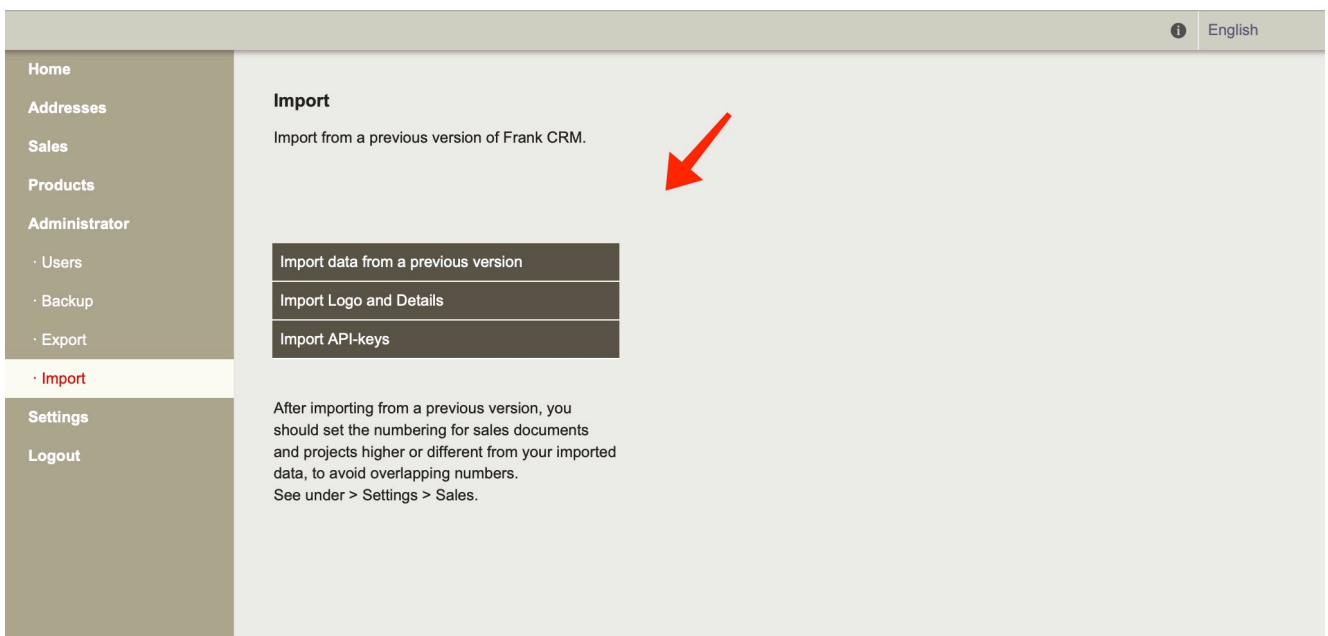 English
Home
Addresses
Sales
Products
Administrator
· Users
· Backup
· Export
· Import
Settings
Logout
Import
Import from a previous version of Frank CRM.
Import data from a previous version
Import Logo and Details
Import API-keys
After importing from a previous version, you
should set the numbering for sales documents
and projects higher or different from your imported
data, to avoid overlapping numbers.
See under > Settings > Sales.